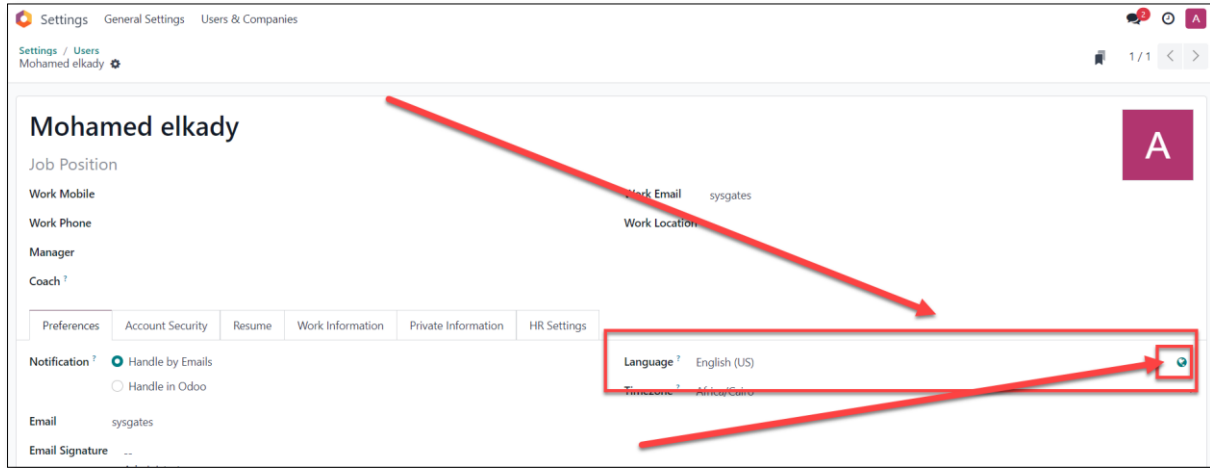 Settings General Settings Users & Companies 2 A
Settings / Users
Mohamed elkady 1 / 1
Mohamed elkady A
Job Position
Work Mobile Work Email sysgates
Work Phone Work Location
Manager
Coach ?
Preferences Account Security Resume Work Information Private Information HR Settings
Notification ? Handle by Emails Language ? English (US)
Handle in Odoo Timezone ? Africa/Cairo
Email sysgates
Email Signature --